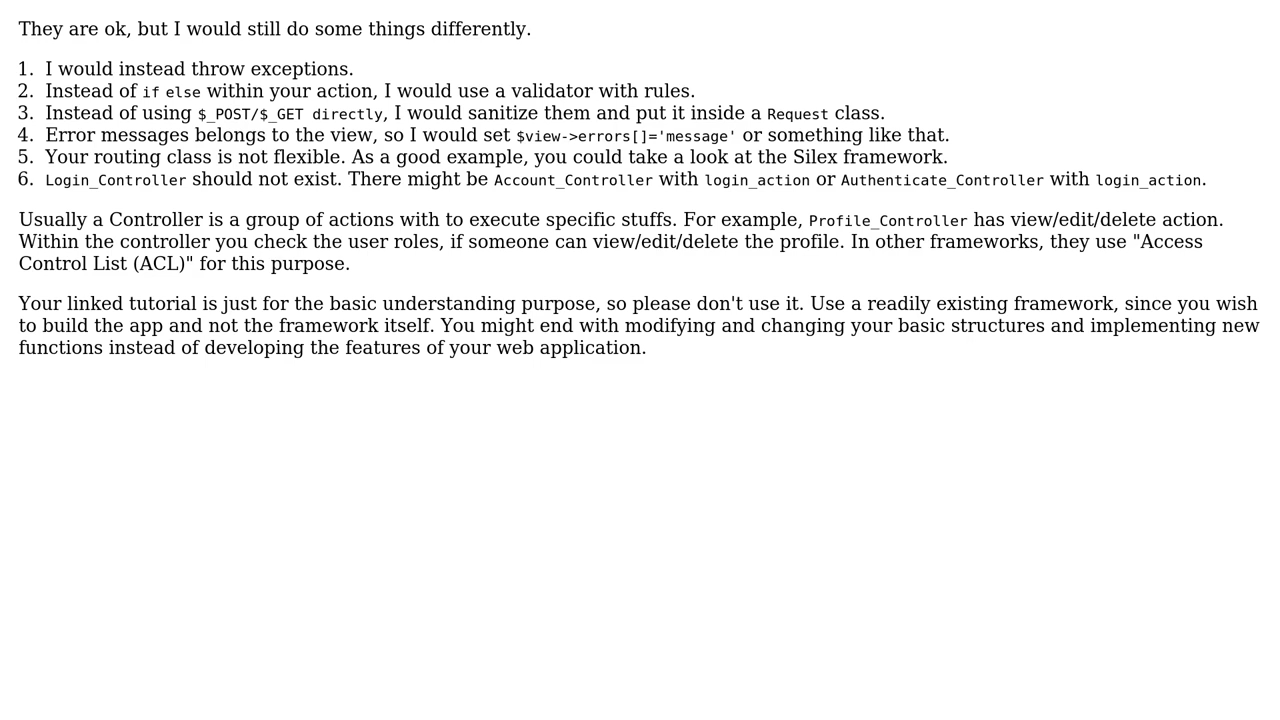 They are ok, but I would still do some things differently.
1. I would instead throw exceptions.
2. Instead of if else within your action, I would use a validator with rules.
3. Instead of using $_POST/$_GET directly, I would sanitize them and put it inside a Request class.
4. Error messages belongs to the view, so I would set $view->errors[]='message' or something like that.
5. Your routing class is not flexible. As a good example, you could take a look at the Silex framework.
6. Login_Controller should not exist. There might be Account_Controller with login_action or Authenticate_Controller with login_action.
Usually a Controller is a group of actions with to execute specific stuffs. For example, Profile_Controller has view/edit/delete action.
Within the controller you check the user roles, if someone can view/edit/delete the profile. In other frameworks, they use "Access
Control List (ACL)" for this purpose.
Your linked tutorial is just for the basic understanding purpose, so please don't use it. Use a readily existing framework, since you wish
to build the app and not the framework itself. You might end with modifying and changing your basic structures and implementing new
functions instead of developing the features of your web application.